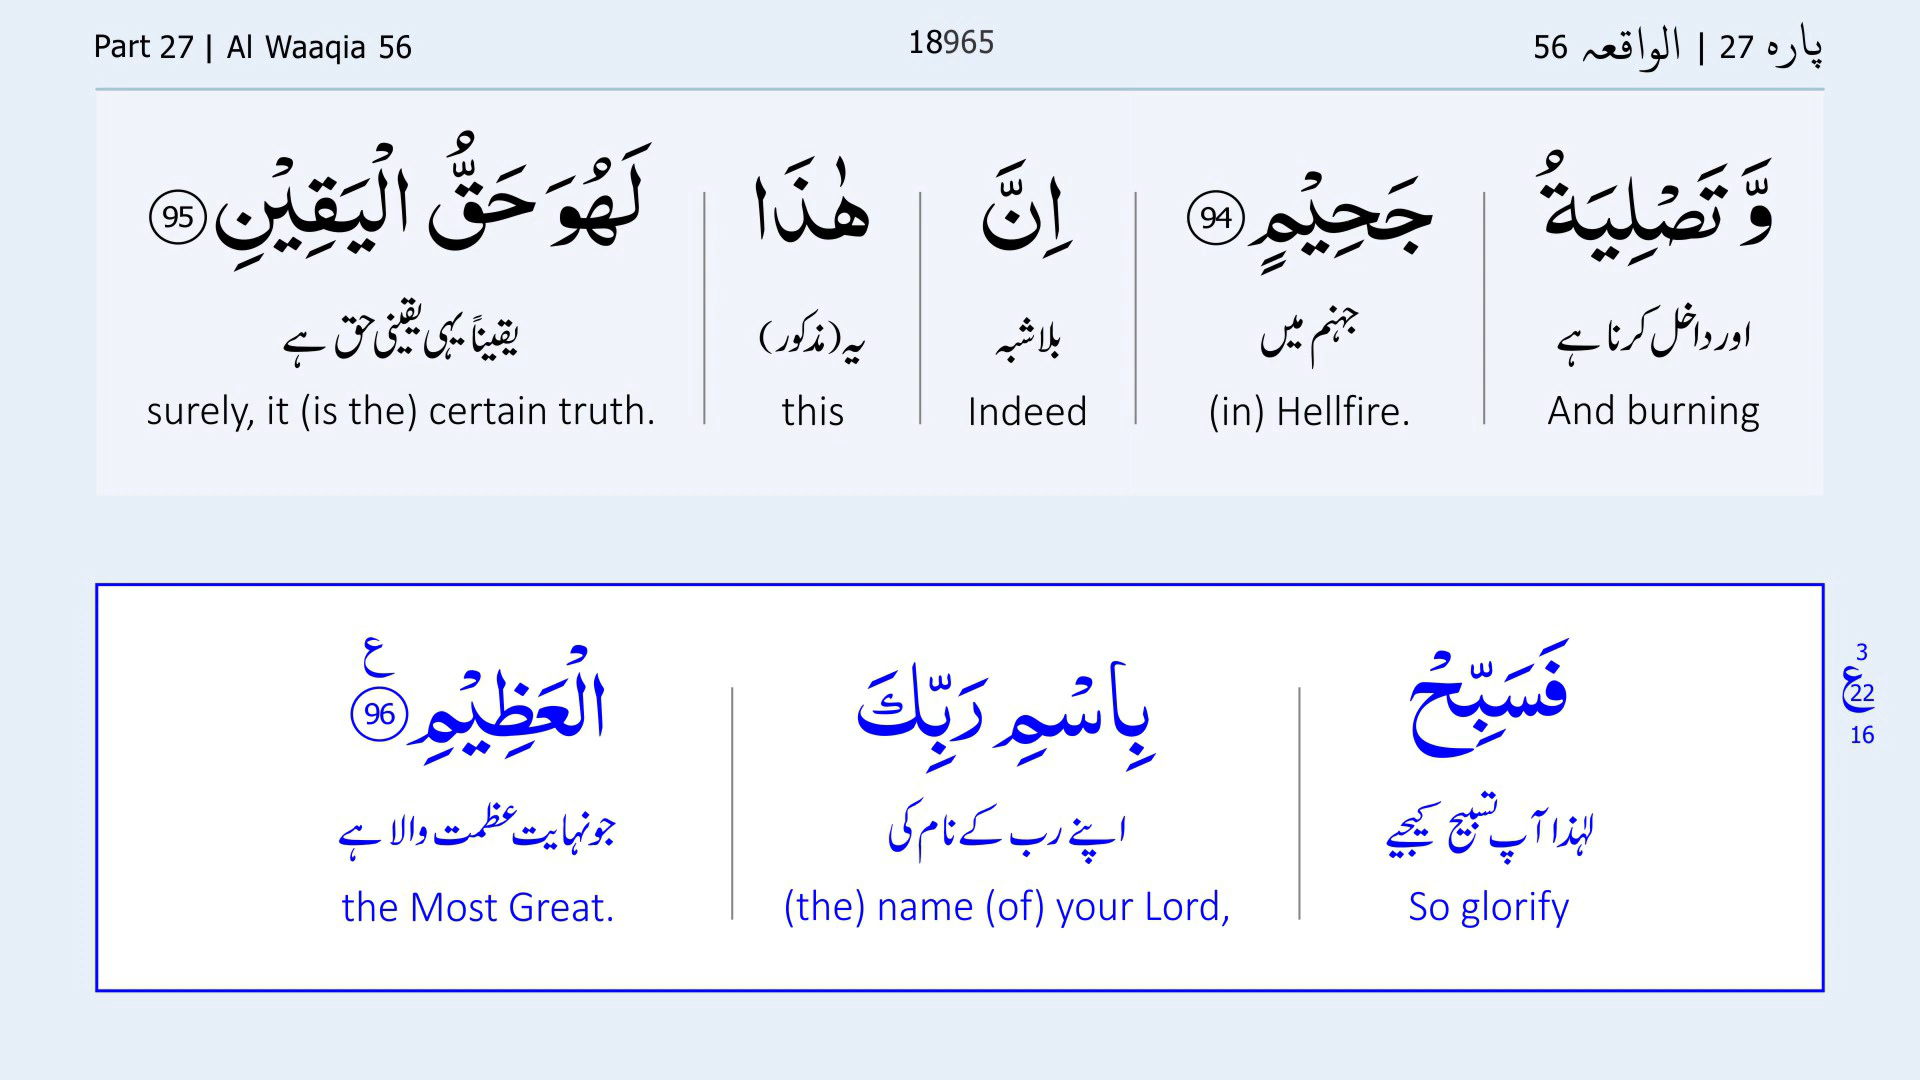 Part 27 | Al Waaqia 56 18965 پارہ 27 | الواقعہ 56
وَّ تَصْلِيَةُ جَحِيْمٍ 94 اِنَّ هٰذَا لَهُوَ حَقُّ الْيَقِيْنِ 95
اور داخل کرنا ہے جہنم میں بلاشبہ یہ (مذکور) یقیناً یہی یقینی حق ہے
And burning (in) Hellfire. Indeed this surely, it (is the) certain truth.
فَسَبِّحْ بِاسْمِ رَبِّكَ الْعَظِيْمِ 96 ع
لہٰذا آپ تسبیح کیجیے اپنے رب کے نام کی جو نہایت عظمت والا ہے
So glorify (the) name (of) your Lord, the Most Great.
3
ع 22
16